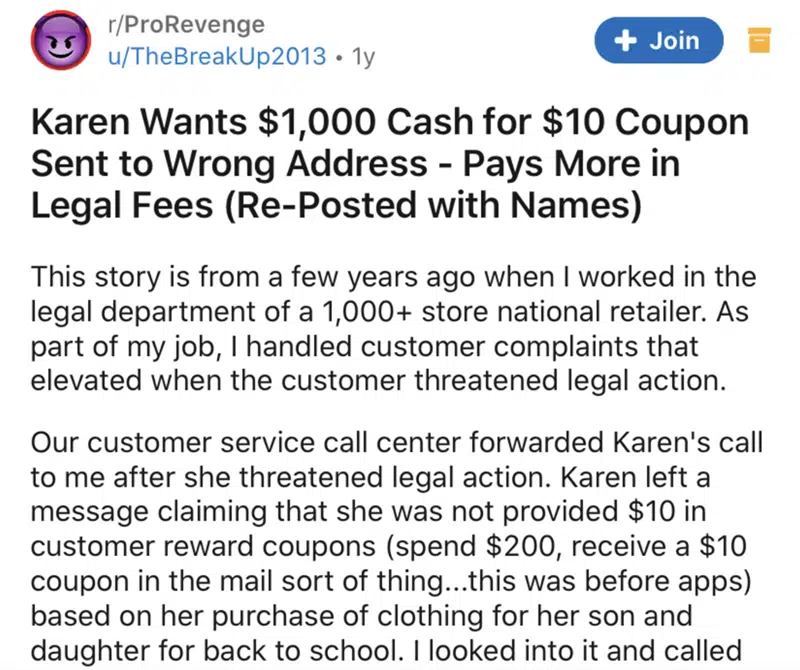 r/ProRevenge
u/TheBreakUp2013 • 1y
+ Join
Karen Wants $1,000 Cash for $10 Coupon
Sent to Wrong Address - Pays More in
Legal Fees (Re-Posted with Names)
This story is from a few years ago when I worked in the
legal department of a 1,000+ store national retailer. As
part of my job, I handled customer complaints that
elevated when the customer threatened legal action.
Our customer service call center forwarded Karen's call
to me after she threatened legal action. Karen left a
message claiming that she was not provided $10 in
customer reward coupons (spend $200, receive a $10
coupon in the mail sort of thing...this was before apps)
based on her purchase of clothing for her son and
daughter for back to school. I looked into it and called